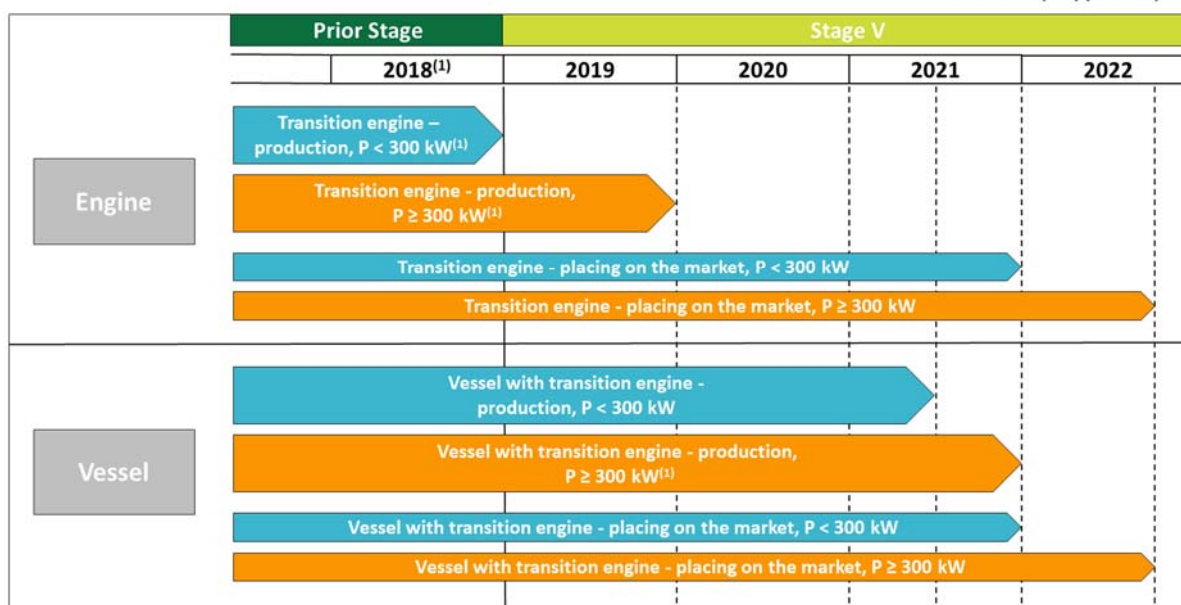 Prior Stage
Stage V
2018(1)
2019
2020
2021
2022
Engine
Transition engine –
production, P < 300 kW(1)
Transition engine - production,
P ≥ 300 kW(1)
Transition engine - placing on the market, P < 300 kW
Transition engine - placing on the market, P ≥ 300 kW
Vessel
Vessel with transition engine -
production, P < 300 kW
Vessel with transition engine - production,
P ≥ 300 kW(1)
Vessel with transition engine - placing on the market, P < 300 kW
Vessel with transition engine - placing on the market, P ≥ 300 kW